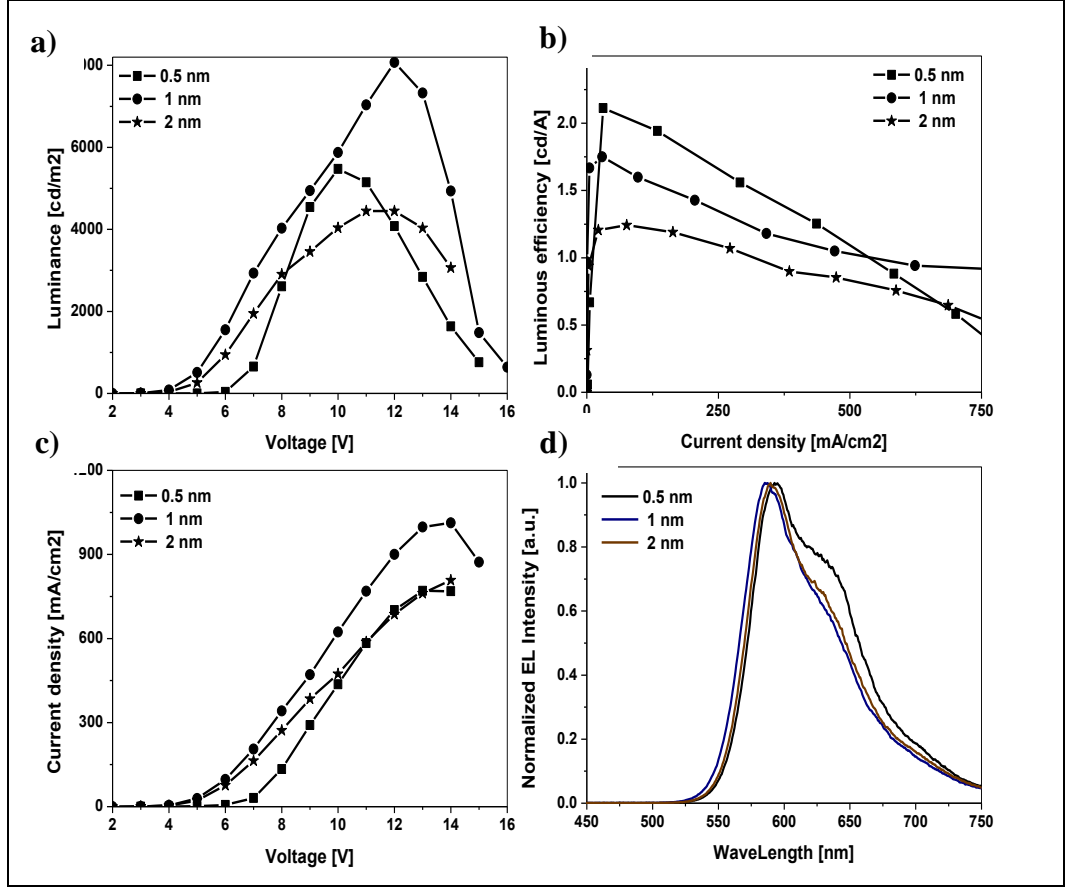 a)
00
0.5 nm
1 nm
2 nm
6000
4000
2000
0
2 4 6 8 10 12 14 16
Luminance [cd/m2]
Voltage [V]
b)
0.5 nm
1 nm
2 nm
2.0
1.5
1.0
0.5
0.0
0 250 500 750
Luminous efficiency [cd/A]
Current density [mA/cm2]
c)
00
0.5 nm
1 nm
2 nm
900
600
300
0
2 4 6 8 10 12 14 16
Current density [mA/cm2]
Voltage [V]
d)
0.5 nm
1 nm
2 nm
1.0
0.8
0.6
0.4
0.2
0.0
450 500 550 600 650 700 750
Normalized EL Intensity [a.u.]
WaveLength [nm]